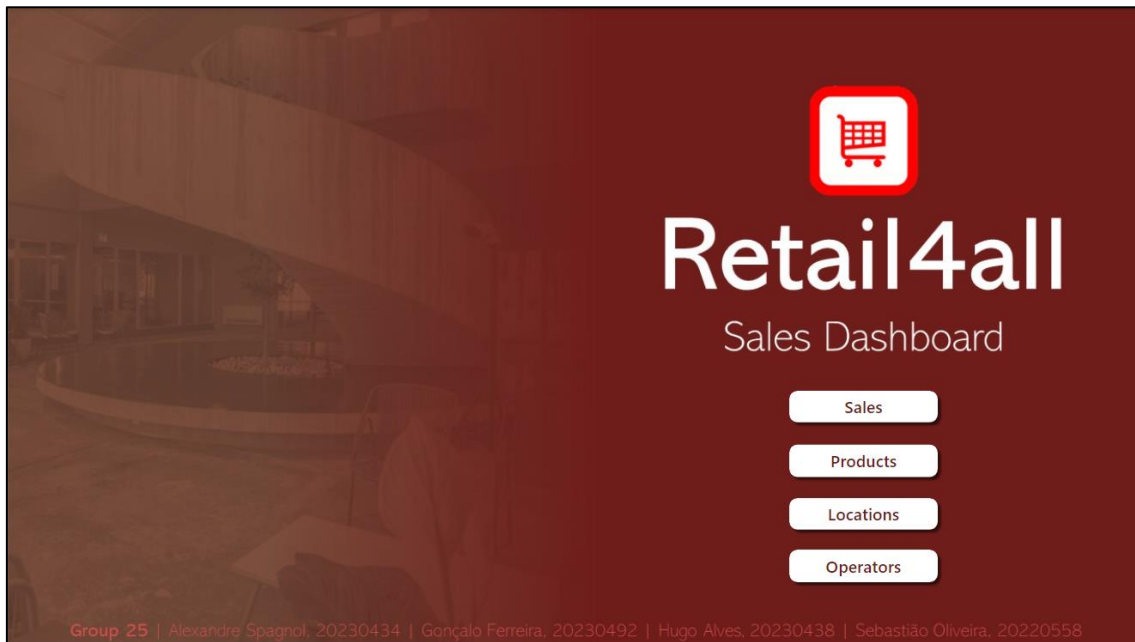 Retail4all
Sales Dashboard
Sales
Products
Locations
Operators
Group 25 | Alexandre Spagnol, 20230434 | Gonçalo Ferreira, 20230492 | Hugo Alves, 20230438 | Sebastião Oliveira, 20220558